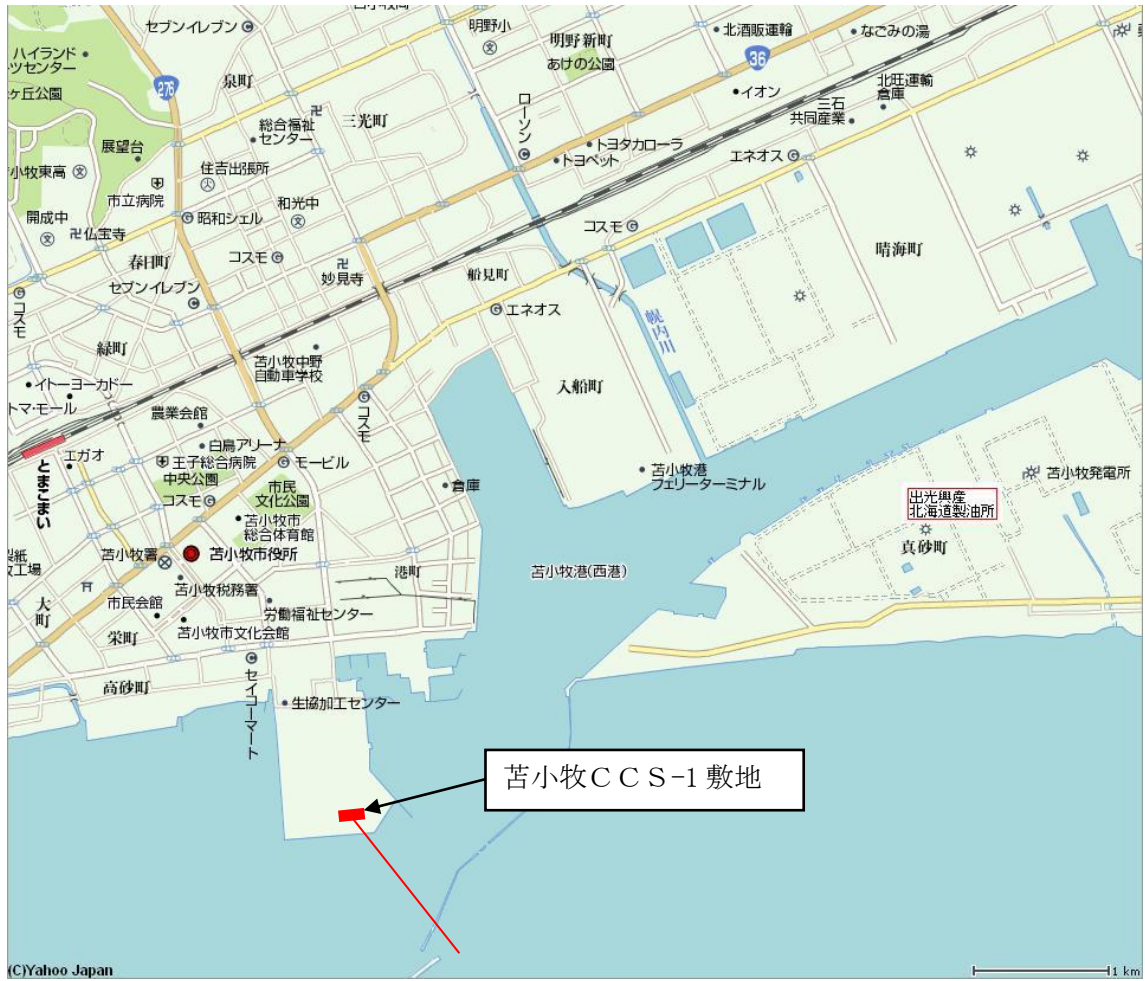 セブンイレブン
明野小
明野新町
あけの公園
北酒販運輸
なごみの湯
36
ハイランド
ツセンター
ヶ丘公園
276
泉町
イオン
北旺運輸
倉庫
三石
共同産業
ローソン
総合福祉
センター
三光町
展望台
トヨタカローラ
トヨペット
エネオス
小牧東高
住吉出張所
市立病院
和光中
昭和シェル
開成中
仏宝寺
コスモ
晴海町
春日町
コスモ
妙見寺
船見町
セブンイレブン
コスモ
エネオス
幌内川
緑町
苫小牧中野
自動車学校
入船町
イトーヨーカドー
トマ・モール
コスモ
農業会館
白鳥アリーナ
エガオ
王子総合病院
モービル
中央公園
とまこまい
コスモ
市民
文化公園
倉庫
苫小牧港
フェリーターミナル
苫小牧発電所
出光興産
北海道製油所
苫小牧市
総合体育館
真砂町
苫小牧署
苫小牧市役所
製紙
工場
苫小牧港(西港)
港町
苫小牧税務署
大町
市民会館
労働福祉センター
栄町
苫小牧市文化会館
高砂町
セイコーマート
生協加工センター
苫小牧CCS-1敷地
(C)Yahoo Japan
1 km